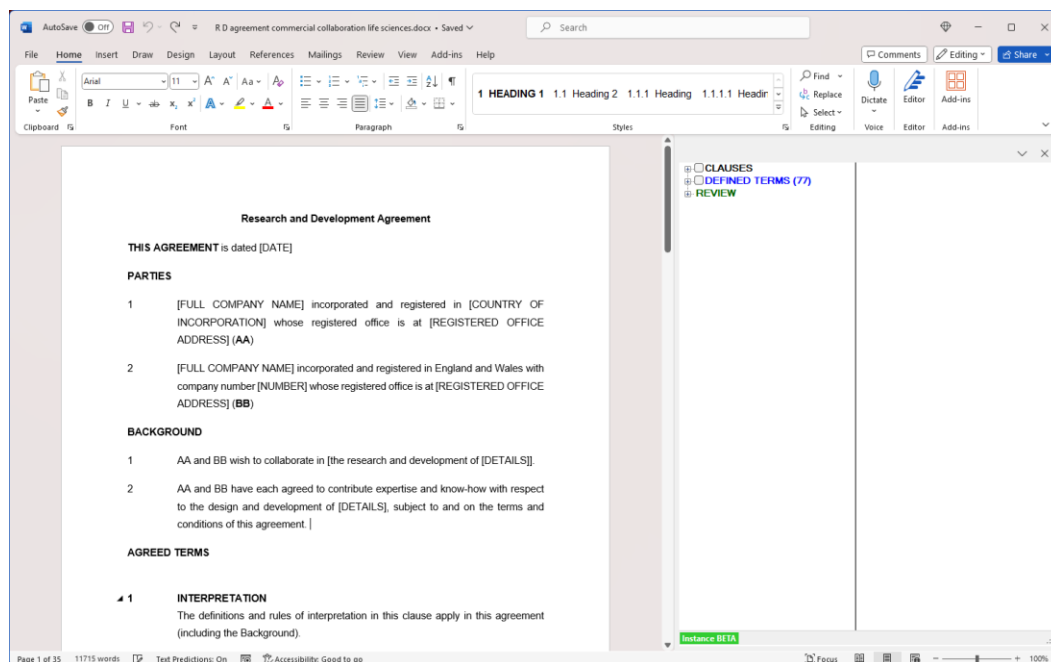 AutoSave Off R D agreement commercial collaboration life sciences.docx • Saved Search
File Home Insert Draw Design Layout References Mailings Review View Add-ins Help Comments Editing Share
Arial 11 A A Aa A Find
Paste B I U ab x₂ x² A A 1 HEADING 1 1.1 Heading 2 1.1.1 Heading 1.1.1.1 Headin Replace Dictate Editor Add-ins
Select
Clipboard Font Paragraph Styles Editing Voice Editor Add-ins
CLAUSES
DEFINED TERMS (77)
REVIEW
Research and Development Agreement
THIS AGREEMENT is dated [DATE]
PARTIES
1 [FULL COMPANY NAME] incorporated and registered in [COUNTRY OF
INCORPORATION] whose registered office is at [REGISTERED OFFICE
ADDRESS] (AA)
2 [FULL COMPANY NAME] incorporated and registered in England and Wales with
company number [NUMBER] whose registered office is at [REGISTERED OFFICE
ADDRESS] (BB)
BACKGROUND
1 AA and BB wish to collaborate in [the research and development of [DETAILS]].
2 AA and BB have each agreed to contribute expertise and know-how with respect
to the design and development of [DETAILS], subject to and on the terms and
conditions of this agreement.
AGREED TERMS
1 INTERPRETATION
The definitions and rules of interpretation in this clause apply in this agreement
(including the Background).
Instance BETA
Page 1 of 35 11715 words Text Predictions: On Accessibility: Good to go Focus 100%